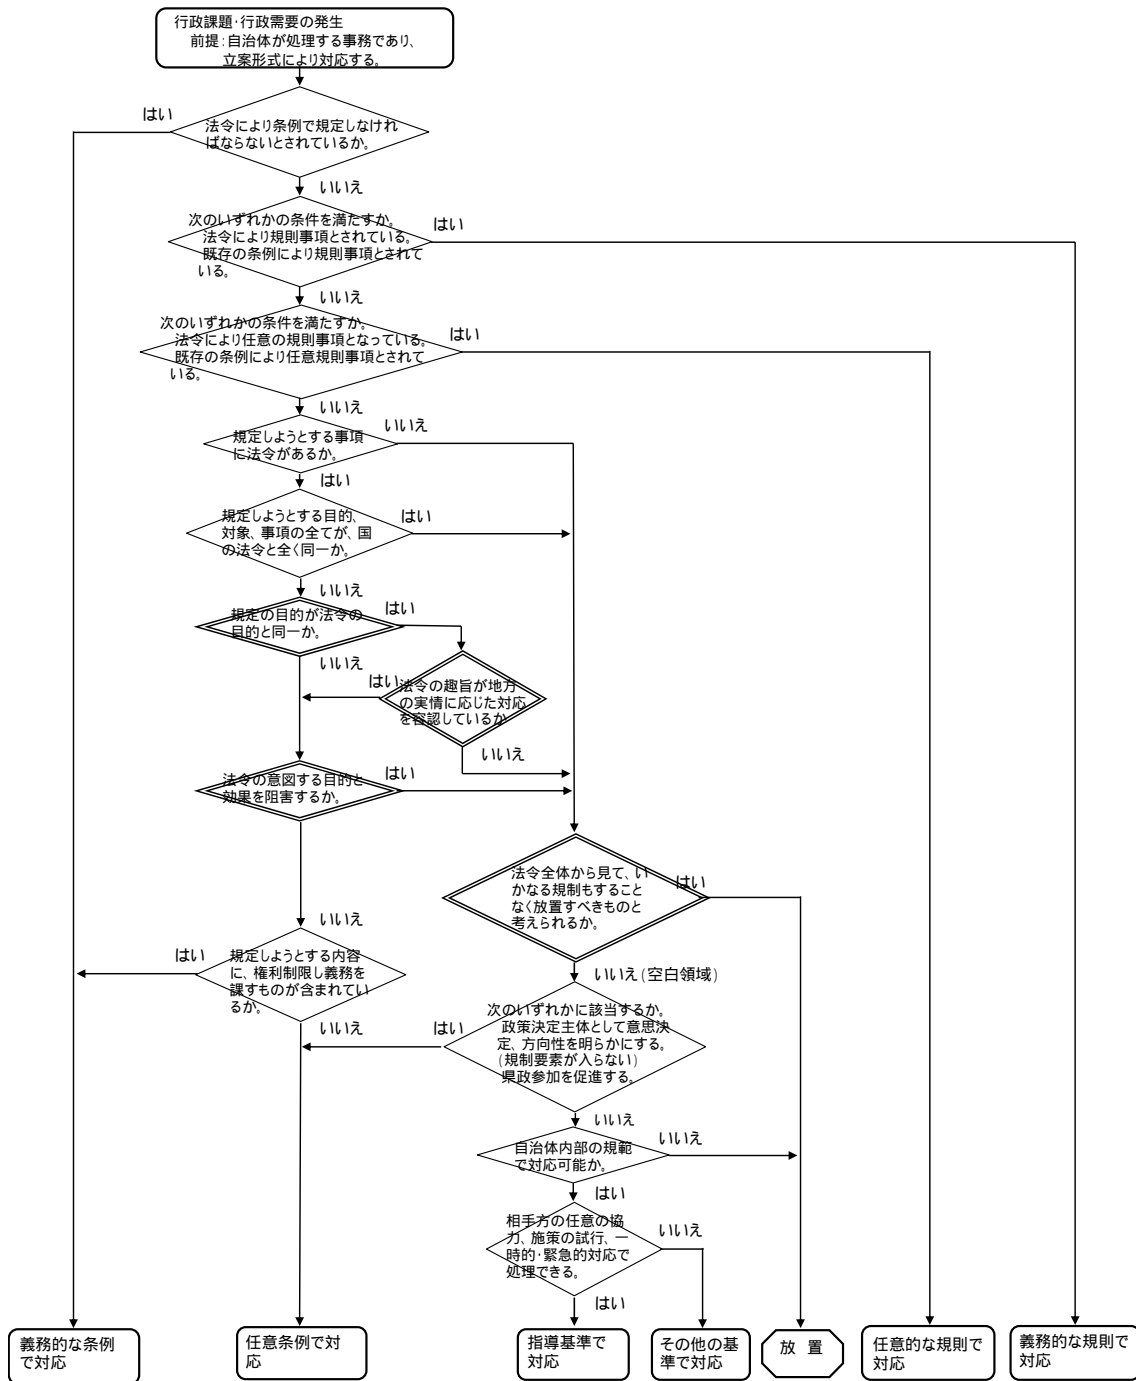 行政課題・行政需要の発生
前提：自治体が処理する事務であり、
立案形式により対応する。
はい
法令により条例で規定しなけれ
ばならないとされているか。
いいえ
次のいずれかの条件を満たすか。
法令により規則事項とされている。
既存の条例により規則事項とされて
いる。
はい
いいえ
次のいずれかの条件を満たすか。
法令により任意の規則事項となっている。
既存の条例により任意規則事項とされて
いる。
はい
いいえ
規定しようとする事項
に法令があるか。
いいえ
はい
規定しようとする目的、
対象、事項の全てが、国
の法令と全く同一か。
はい
いいえ
規定の目的が法令の
目的と同一か。
はい
いいえ
はい
法令の趣旨が地方
の実情に応じた対応
を容認しているか
いいえ
法令の意図する目的と
効果を阻害するか。
はい
法令全体から見て、い
かなる規制もすること
なく放置すべきものと
考えられるか。
はい
いいえ
はい
規定しようとする内容
に、権利制限し義務を
課すものが含まれてい
るか。
いいえ（空白領域）
いいえ
はい
次のいずれかに該当するか。
政策決定主体として意思決
定、方向性を明らかにする。
（規制要素が入らない）
県政参加を促進する。
いいえ
自治体内部の規範
で対応可能か。
いいえ
はい
相手方の任意の協
力、施策の試行、一
時的・緊急的対応で
処理できる。
いいえ
はい
義務的な条例
で対応
任意条例で対
応
指導基準で
対応
その他の基
準で対応
放 置
任意的な規則で
対応
義務的な規則で
対応